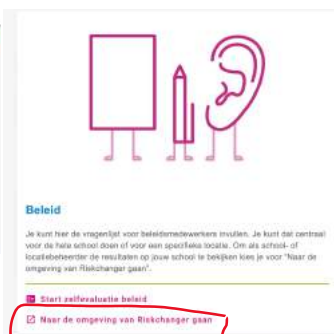 Beleid
Je kunt hier de vragenlijst voor beleidsmedewerkers invullen. Je kunt dat centraal
voor de hele school doen of voor een specifieke locatie. Om als school- of
locatiebeheerder de resultaten op jouw school te bekijken kies je voor "Naar de
omgeving van Riskchanger gaan".
Start zelfevaluatie beleid
Naar de omgeving van Riskchanger gaan